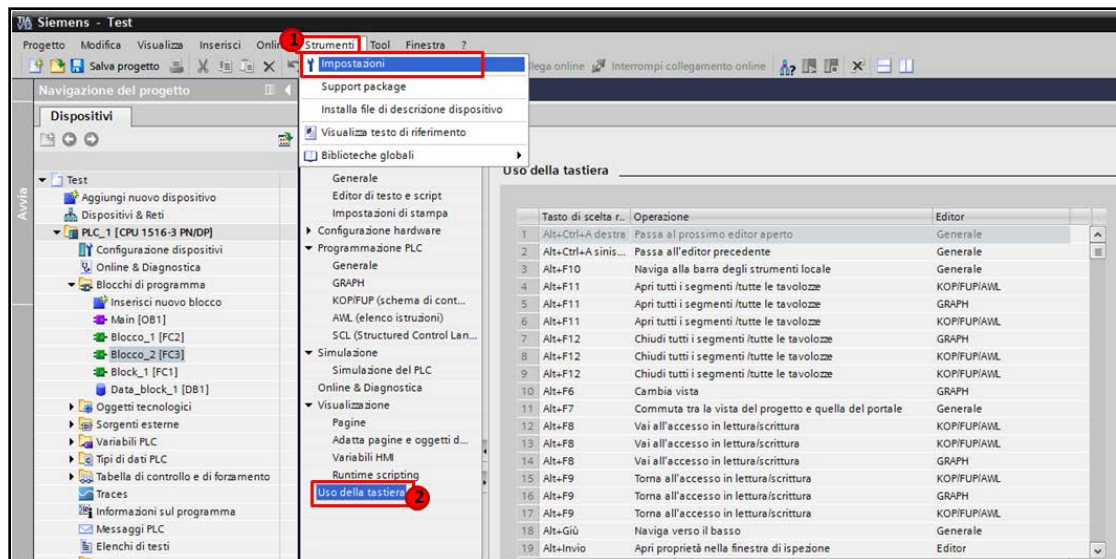 Siemens - Test
Progetto Modifica Visualizza Inserisci Onlin Strumenti Tool Finestra ?
1
Salva progetto
Impostazioni
lega online Interrompi collegamento online
Support package
Installa file di descrizione dispositivo
Visualizza testo di riferimento
Biblioteche globali
Navigazione del progetto
Dispositivi
Avvia
Test
Aggiungi nuovo dispositivo
Dispositivi & Reti
PLC_1 [CPU 1516-3 PN/DP]
Configurazione dispositivi
Online & Diagnostica
Blocchi di programma
Inserisci nuovo blocco
Main [OB1]
Blocco_1 [FC2]
Blocco_2 [FC3]
Block_1 [FC1]
Data_block_1 [DB1]
Oggetti tecnologici
Sorgenti esterne
Variabili PLC
Tipi di dati PLC
Tabella di controllo e di forzamento
Traces
Informazioni sul programma
Messaggi PLC
Elenchi di testi
Generale
Editor di testo e script
Impostazioni di stampa
Configurazione hardware
Programmazione PLC
Generale
GRAPH
KOP/FUP (schema di cont...
AWL (elenco istruzioni)
SCL (Structured Control Lan...
Simulazione
Simulazione del PLC
Online & Diagnostica
Visualizzazione
Pagine
Adatta pagine e oggetti d...
Variabili HMI
Runtime scripting
Uso della tastiera
2
Uso della tastiera
Tasto di scelta r... Operazione Editor
1 Alt+Ctrl+A destra Passa al prossimo editor aperto Generale
2 Alt+Ctrl+A sinis... Passa all'editor precedente Generale
3 Alt+F10 Naviga alla barra degli strumenti locale Generale
4 Alt+F11 Apri tutti i segmenti /tutte le tavolozze KOP/FUP/AWL
5 Alt+F11 Apri tutti i segmenti /tutte le tavolozze GRAPH
6 Alt+F11 Apri tutti i segmenti /tutte le tavolozze KOP/FUP/AWL
7 Alt+F12 Chiudi tutti i segmenti /tutte le tavolozze GRAPH
8 Alt+F12 Chiudi tutti i segmenti /tutte le tavolozze KOP/FUP/AWL
9 Alt+F12 Chiudi tutti i segmenti /tutte le tavolozze KOP/FUP/AWL
10 Alt+F6 Cambia vista GRAPH
11 Alt+F7 Commuta tra la vista del progetto e quella del portale Generale
12 Alt+F8 Vai all'accesso in lettura/scrittura KOP/FUP/AWL
13 Alt+F8 Vai all'accesso in lettura/scrittura KOP/FUP/AWL
14 Alt+F8 Vai all'accesso in lettura/scrittura GRAPH
15 Alt+F9 Torna all'accesso in lettura/scrittura KOP/FUP/AWL
16 Alt+F9 Torna all'accesso in lettura/scrittura GRAPH
17 Alt+F9 Torna all'accesso in lettura/scrittura KOP/FUP/AWL
18 Alt+Giù Naviga verso il basso Generale
19 Alt+Invio Apri proprietà nella finestra di ispezione Editor